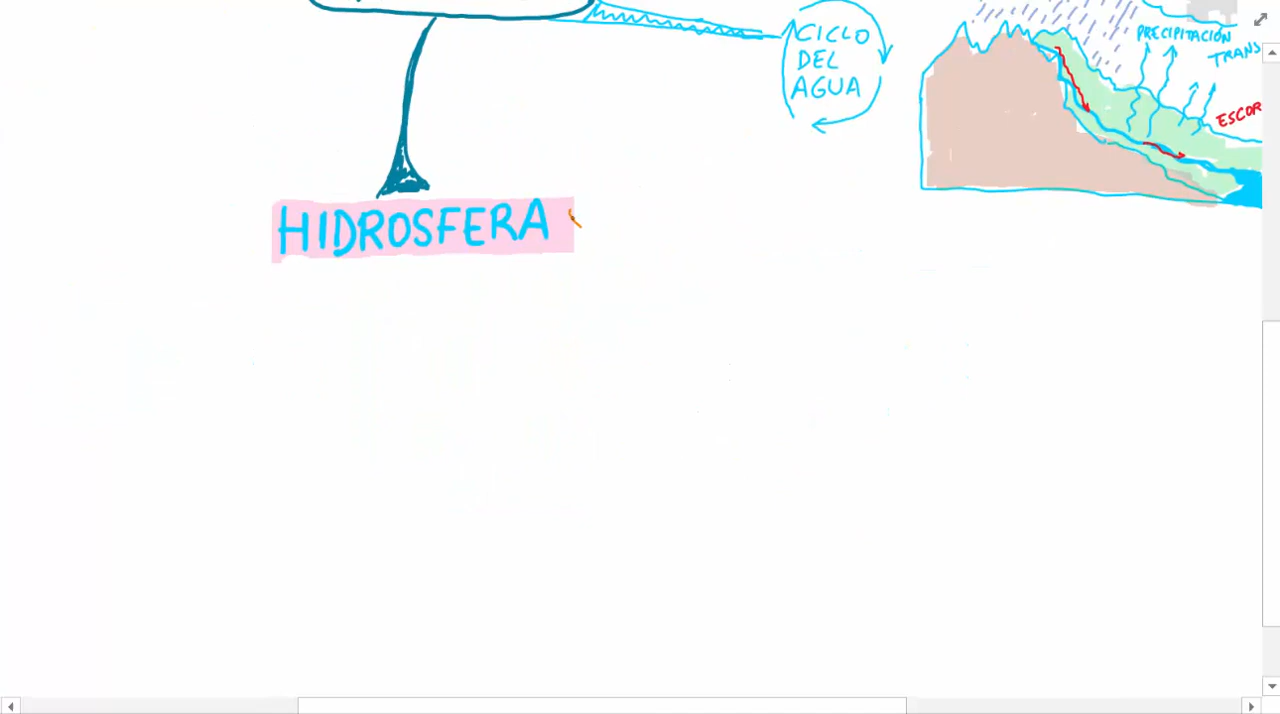 CICLO
DEL
AGUA
PRECIPITACIÓN
TRANS
ESCOR
HIDROSFERA